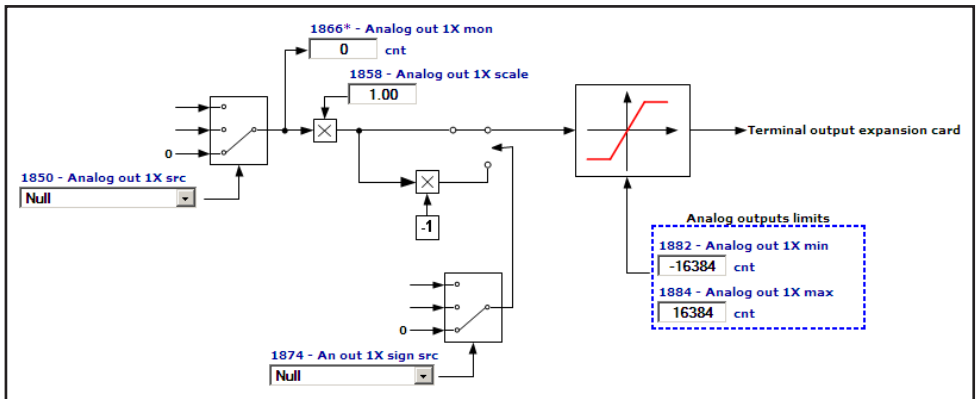 1866* - Analog out 1X mon
0 cnt
1858 - Analog out 1X scale
1.00
0
×
Terminal output expansion card
1850 - Analog out 1X src
Null
×
-1
Analog outputs limits
1882 - Analog out 1X min
-16384 cnt
1884 - Analog out 1X max
16384 cnt
0
1874 - An out 1X sign src
Null